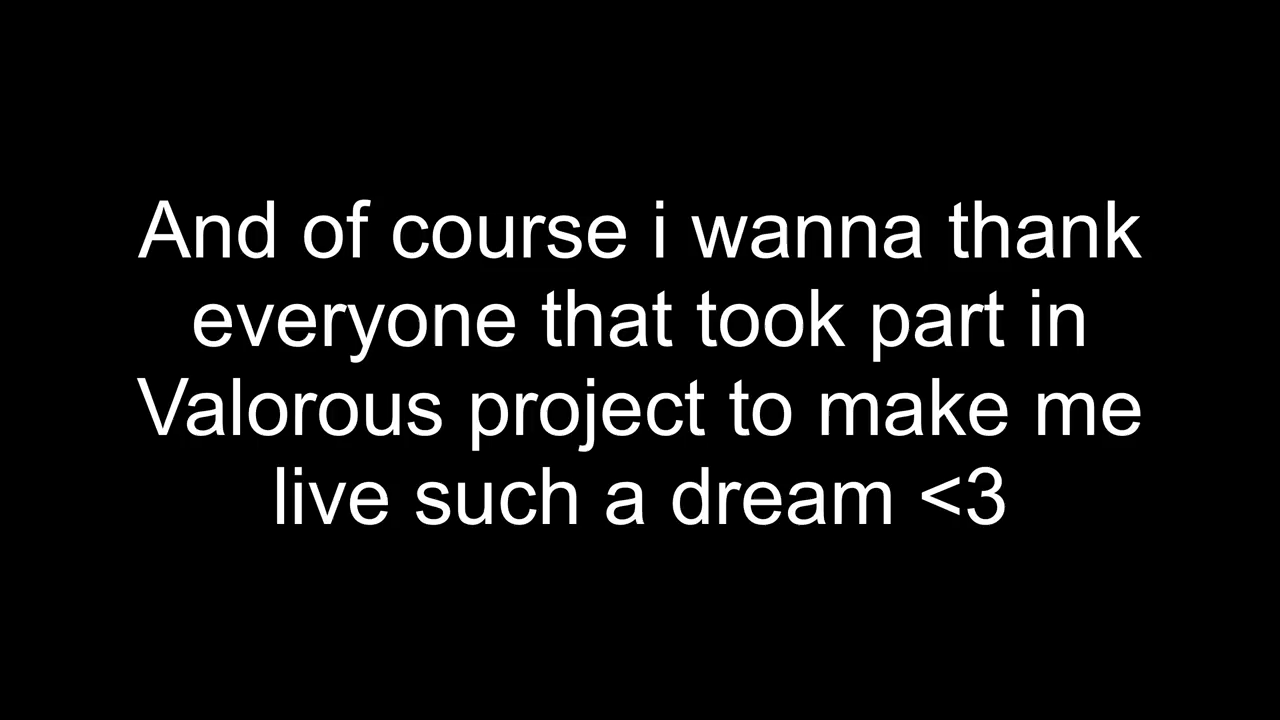 And of course i wanna thank
everyone that took part in
Valorous project to make me
live such a dream <3